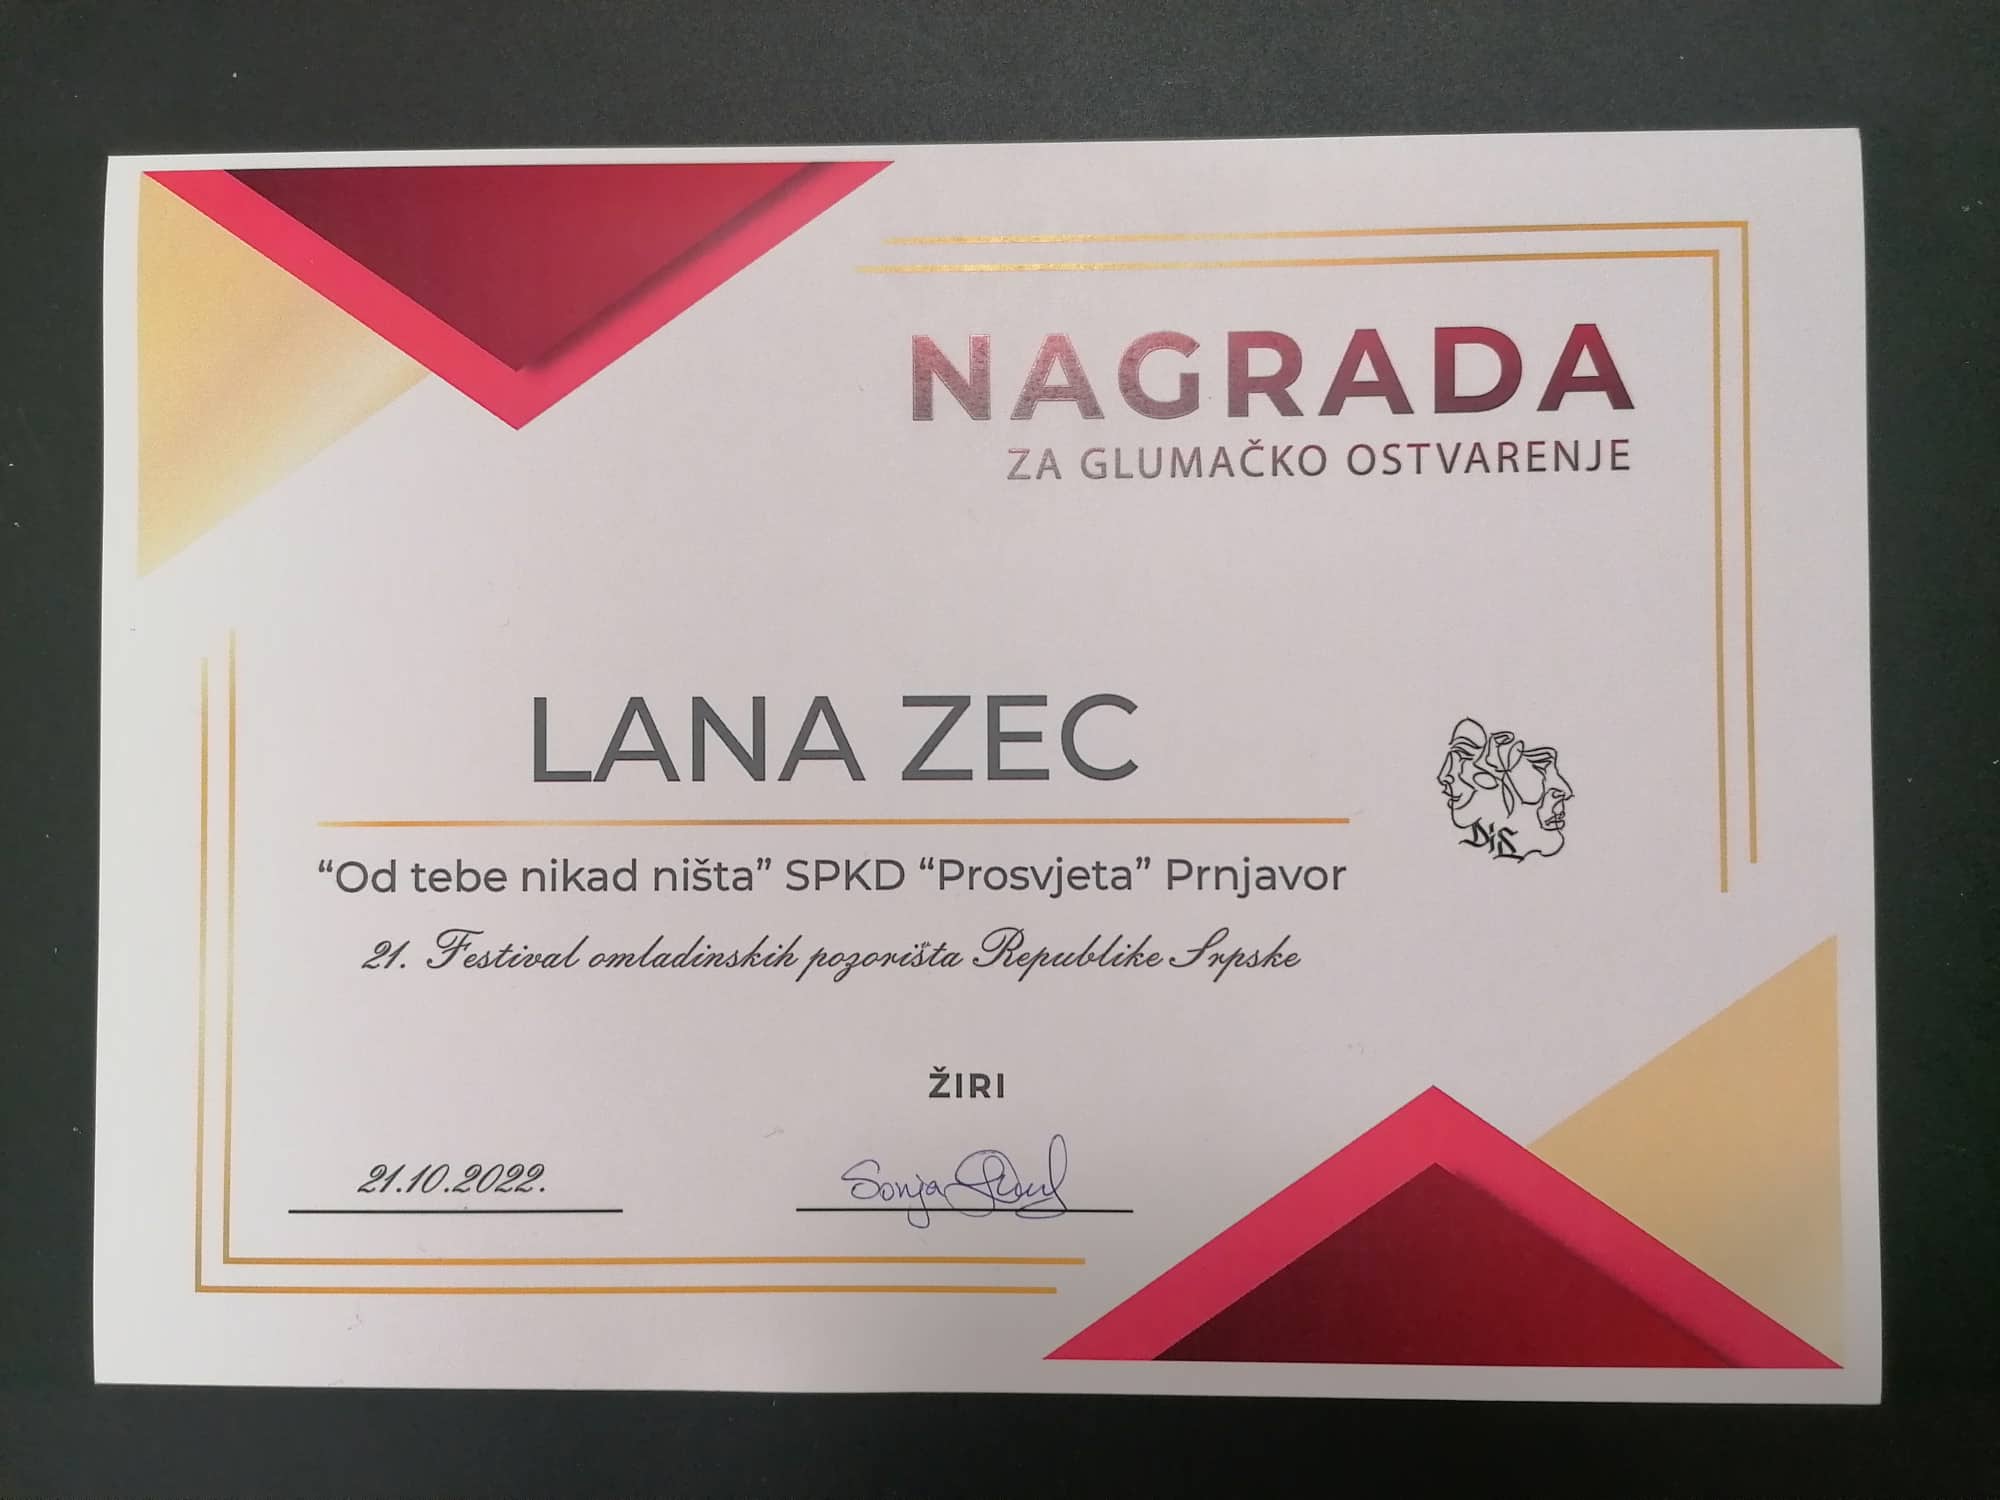 NAGRADA
ZA GLUMAČKO OSTVARENJE
LANA ZEC
DiS
“Od tebe nikad ništa” SPKD “Prosvjeta” Prnjavor
21. Festival omladinskih pozorišta Republike Srpske
ŽIRI
21.10.2022.
Sonja